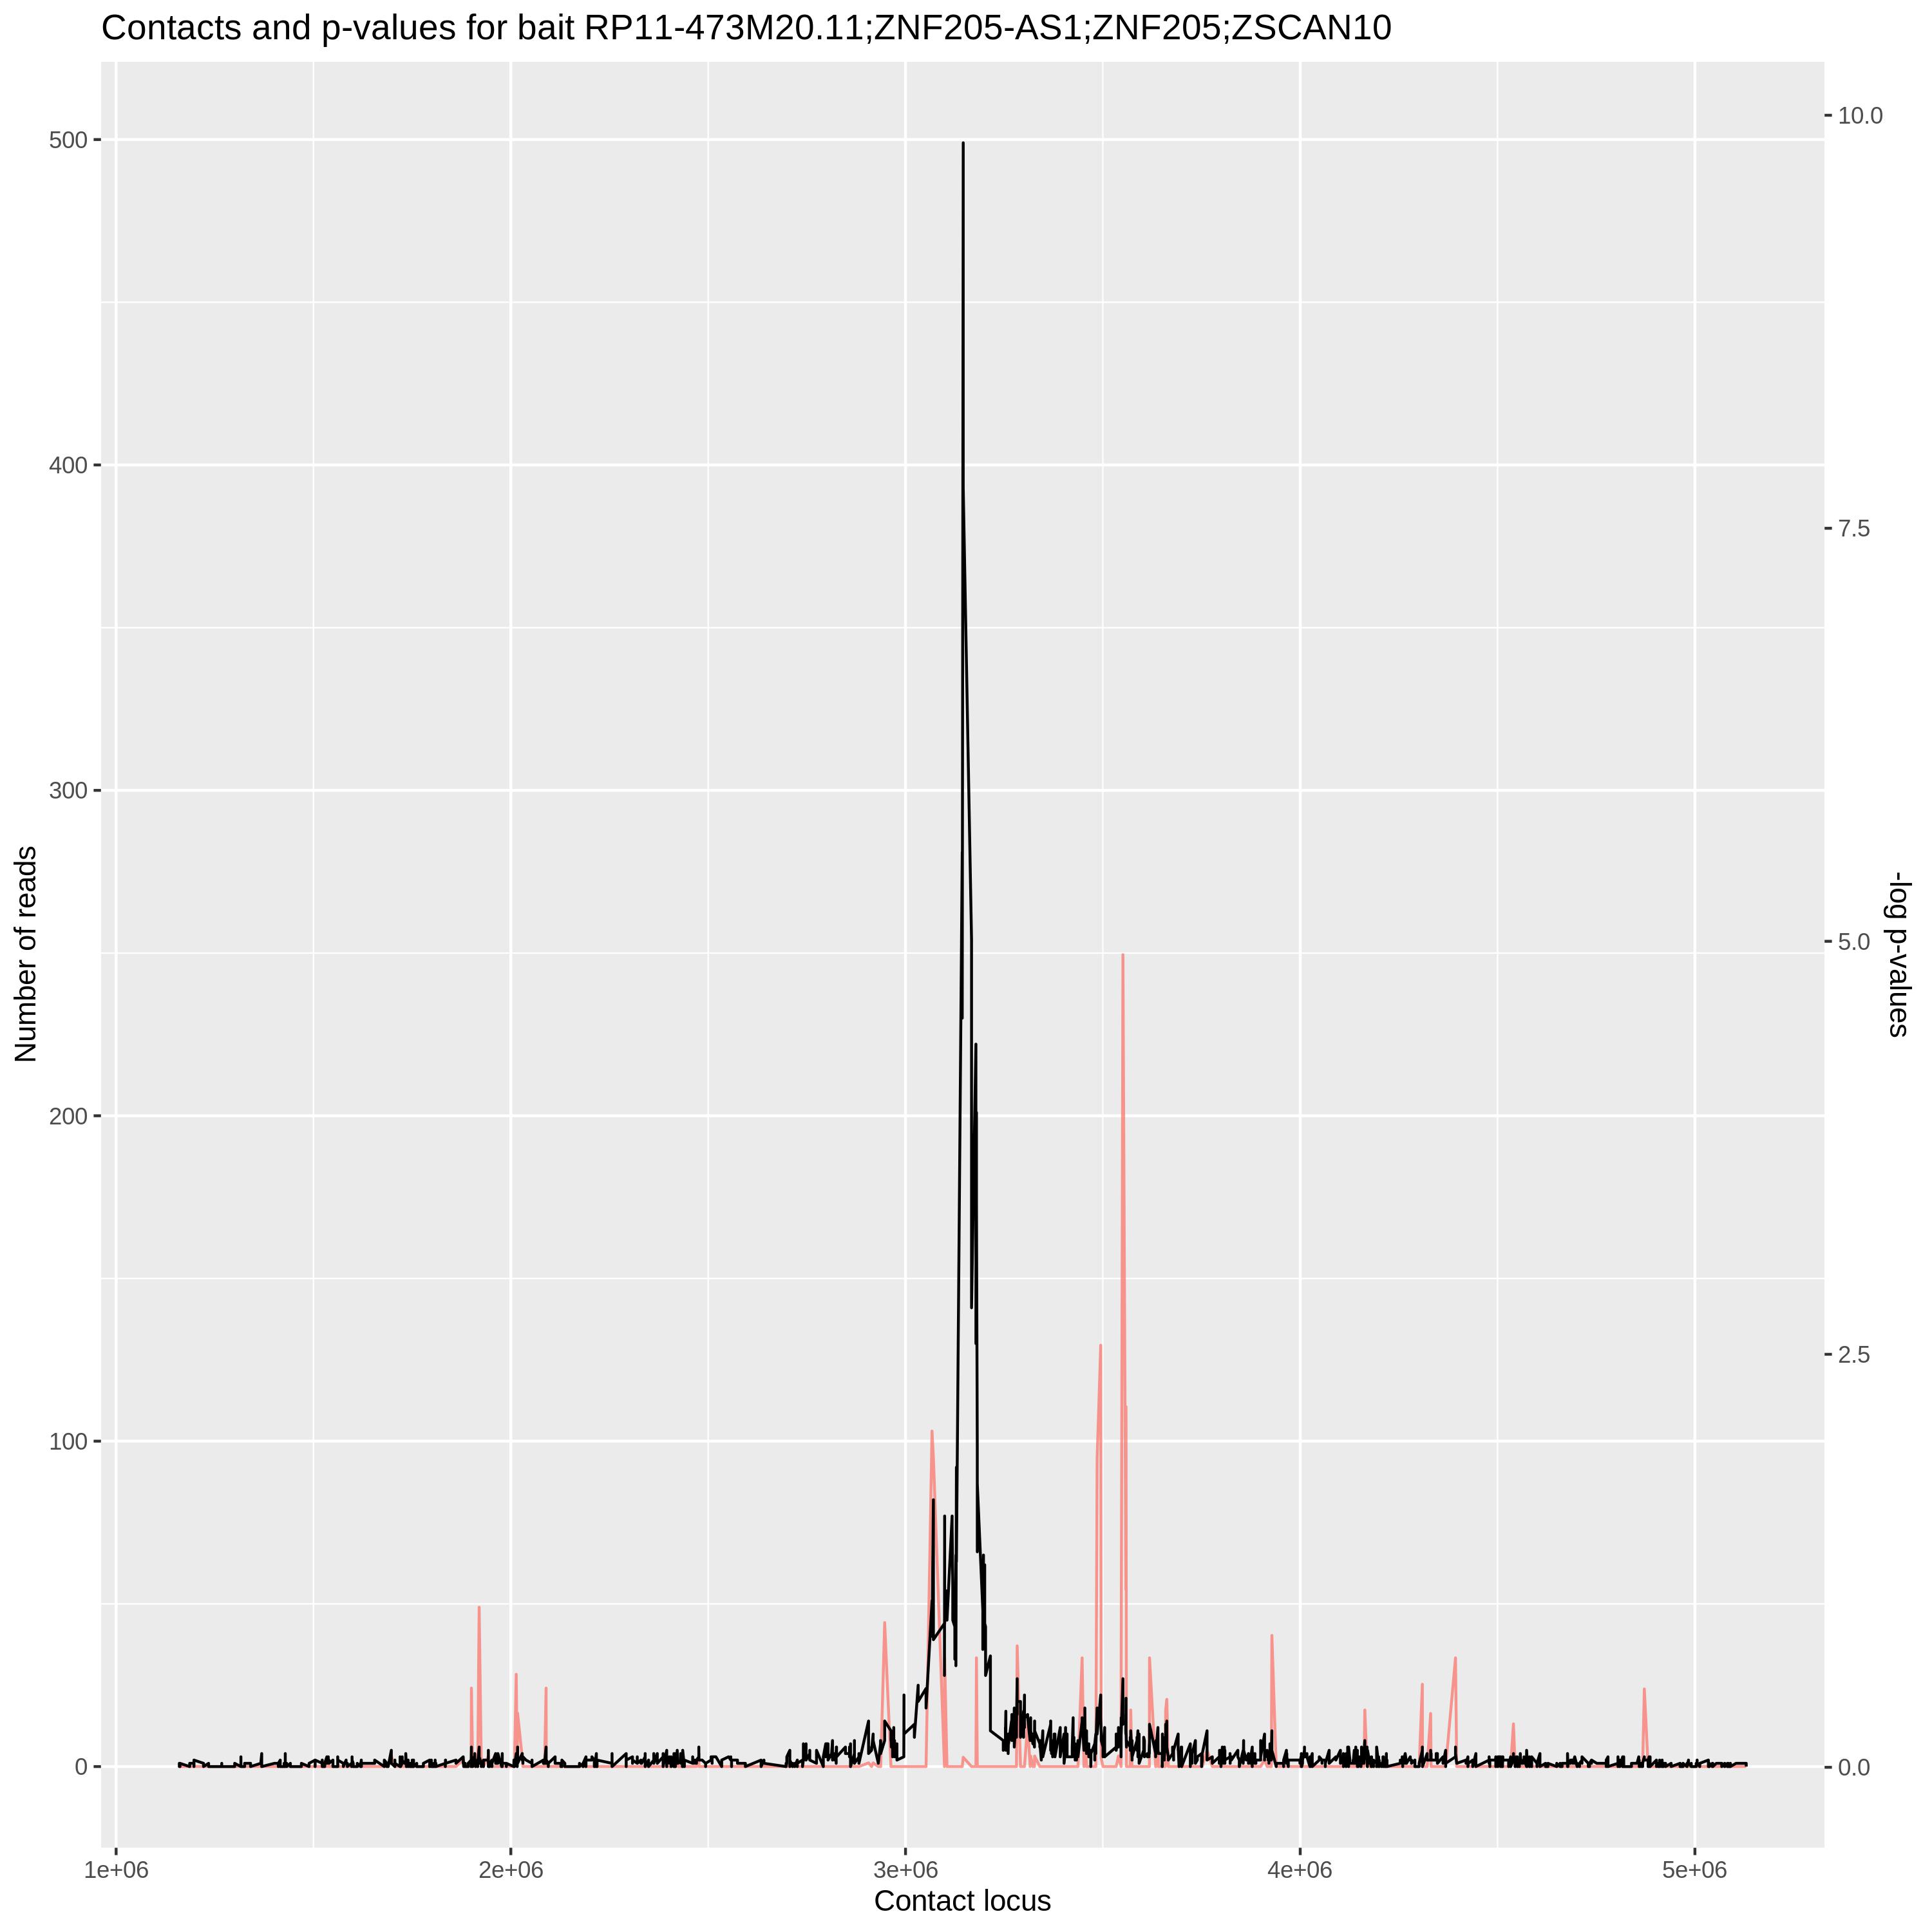 Contacts and p-values for bait RP11-473M20.11;ZNF205-AS1;ZNF205;ZSCAN10
500
400
300
200
100
0
Number of reads
10.0
7.5
5.0
2.5
0.0
-log p-values
1e+06
2e+06
3e+06
4e+06
5e+06
Contact locus